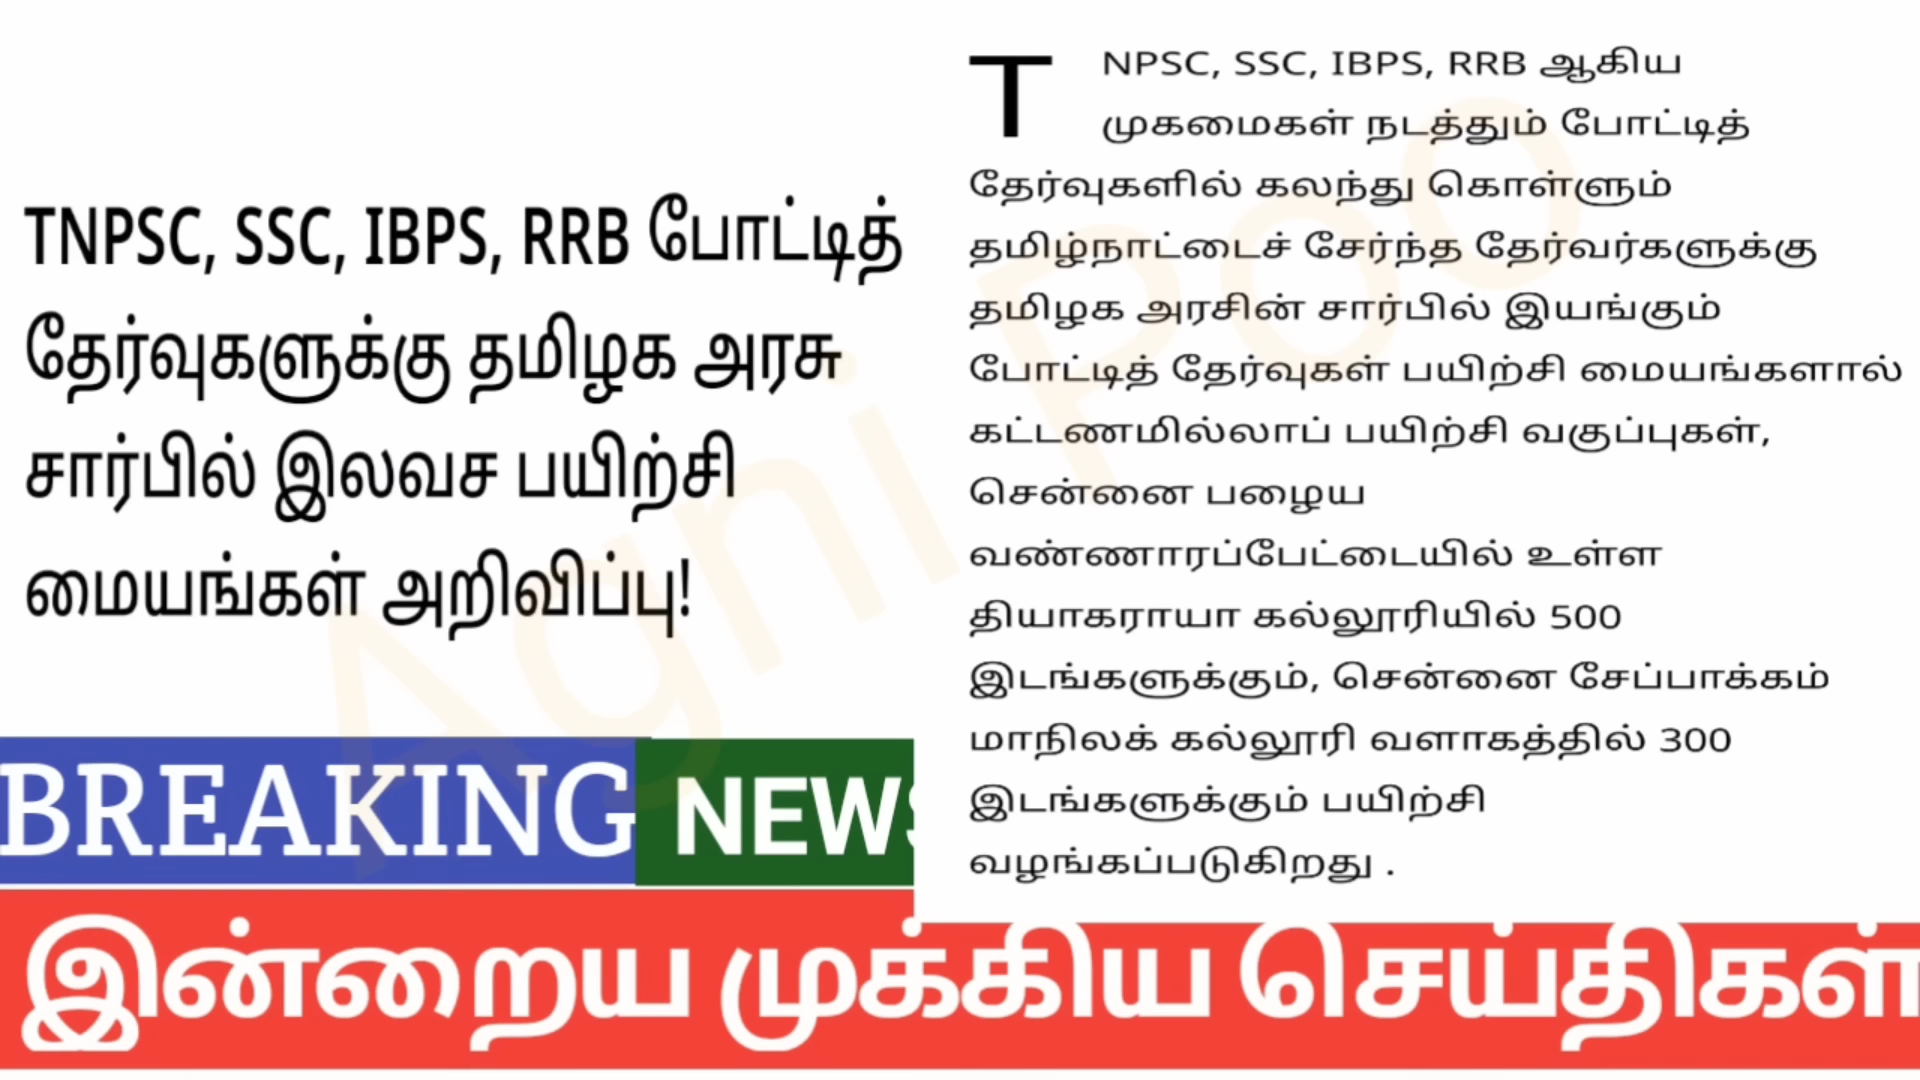 TNPSC, SSC, IBPS, RRB போட்டித்
தேர்வுகளுக்கு தமிழக அரசு
சார்பில் இலவச பயிற்சி
மையங்கள் அறிவிப்பு!
BREAKING NEWS
TNPSC, SSC, IBPS, RRB ஆகிய
முகமைகள் நடத்தும் போட்டித்
தேர்வுகளில் கலந்து கொள்ளும்
தமிழ்நாட்டைச் சேர்ந்த தேர்வர்களுக்கு
தமிழக அரசின் சார்பில் இயங்கும்
போட்டித் தேர்வுகள் பயிற்சி மையங்களால்
கட்டணமில்லாப் பயிற்சி வகுப்புகள்,
சென்னை பழைய
வண்ணாரப்பேட்டையில் உள்ள
தியாகராயா கல்லூரியில் 500
இடங்களுக்கும், சென்னை சேப்பாக்கம்
மாநிலக் கல்லூரி வளாகத்தில் 300
இடங்களுக்கும் பயிற்சி
வழங்கப்படுகிறது .
இன்றைய முக்கிய செய்திகள்
Agni Poo